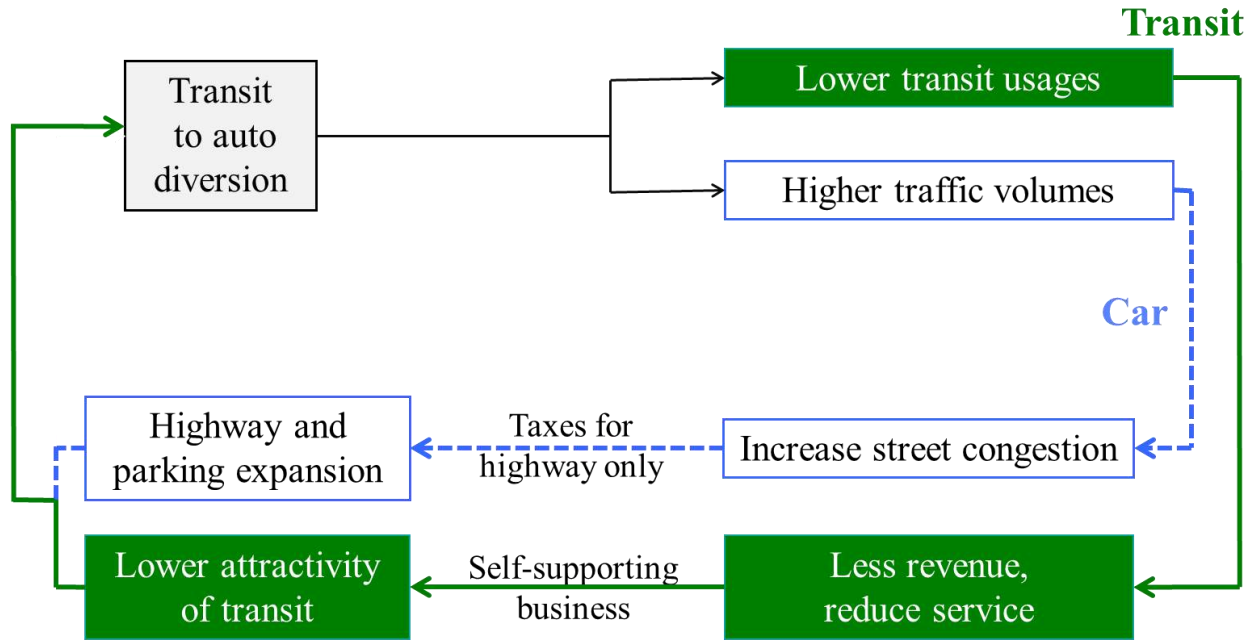 Transit
Transit
to auto
diversion
Lower transit usages
Higher traffic volumes
Car
Highway and
parking expansion
Taxes for
highway only
Increase street congestion
Lower attractivity
of transit
Self-supporting
business
Less revenue,
reduce service